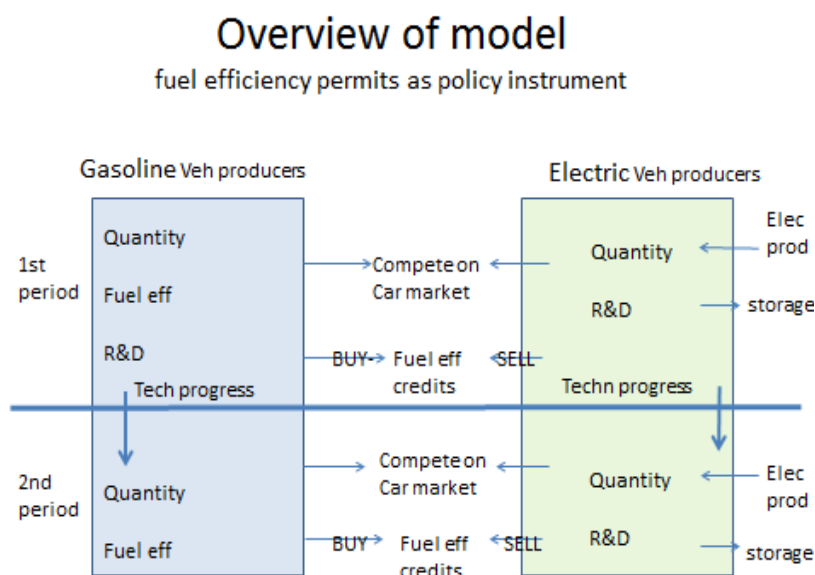 Overview of model
fuel efficiency permits as policy instrument
Gasoline Veh producers
Electric Veh producers
1st
period
Quantity
Fuel eff
R&D
Tech progress
Compete on
Car market
BUY-
Fuel eff
credits
SELL
Quantity
R&D
Techn progress
Elec
prod
storage
2nd
period
Quantity
Fuel eff
Compete on
Car market
BUY
Fuel eff
credits
SELL
Quantity
R&D
Elec
prod
storage